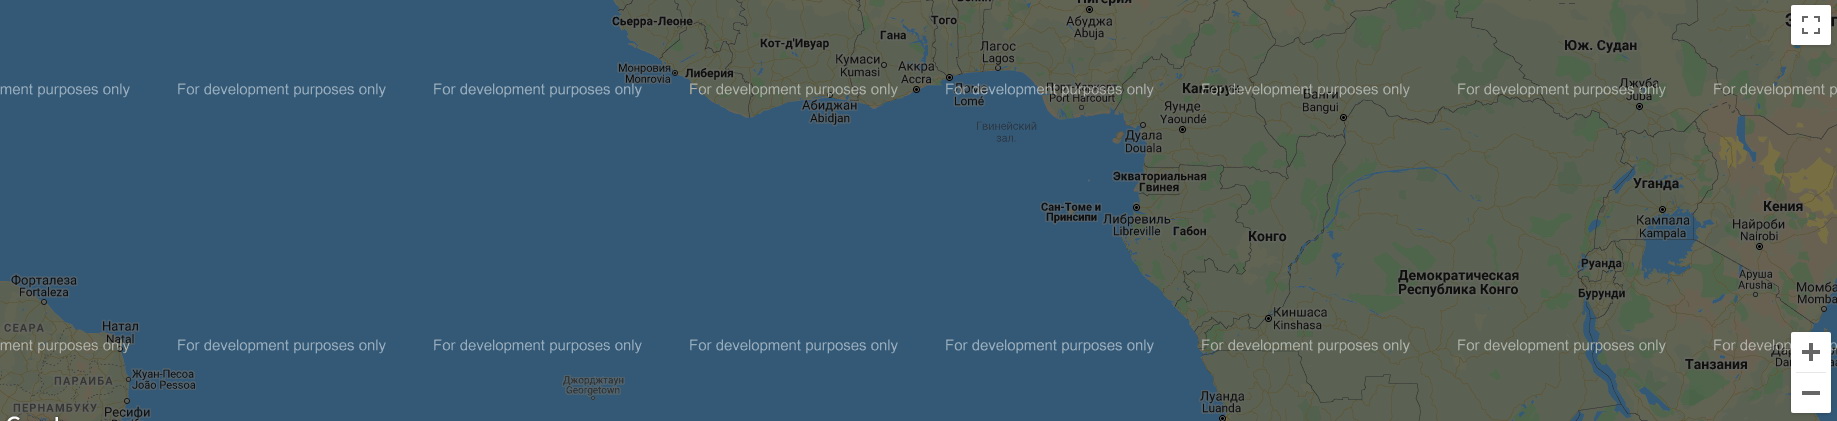 Нигерия
Того
Сьерра-Леоне
Абуджа
Abuja
Гана
Кот-д'Ивуар
Лагос
Lagos
Юж. Судан
Кумаси
Kumasi
Аккра
Accra
Монровия
Monrovia
Либерия
Джуба
Juba
ment purposes only
For development purposes only
For development purposes only
For development purposes only
For development purposes only
For development purposes only
For development purposes only
For development p
Lomé
Port Harcourt
Банги
Bangui
Абиджан
Abidjan
Яунде
Yaoundé
Гвинейский
зал.
Дуала
Douala
Экваториальная
Гвинея
Уганда
Сан-Томе и
Принсипи
Либревиль
Libreville
Габон
Конго
Кампала
Kampala
Кения
Найроби
Nairobi
Руанда
Бурунди
Аруша
Arusha
Момба
Momba
Демократическая
Республика Конго
Форталеза
Fortaleza
Киншаса
Kinshasa
СЕАРА
Натал
Natal
ment purposes only
For development purposes only
For development purposes only
For development purposes only
For development purposes only
For development purposes only
For development purposes only
For develop
Танзания
ПАРАИБА
Жуан-Песоа
João Pessoa
Джорджтаун
Georgetown
ПЕРНАМБУКУ
Ресифи
Луанда
Luanda